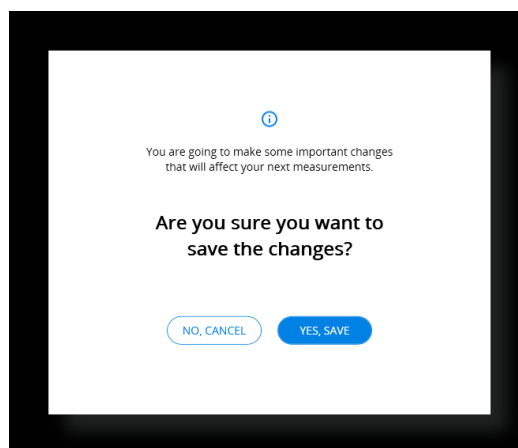 You are going to make some important changes
that will affect your next measurements.
Are you sure you want to
save the changes?
NO, CANCEL
YES, SAVE